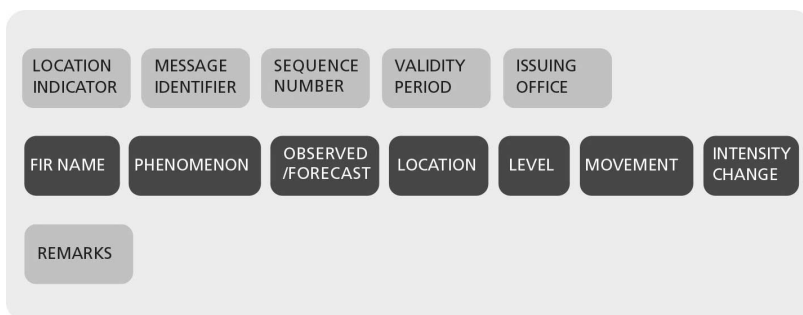 LOCATION INDICATOR
MESSAGE IDENTIFIER
SEQUENCE NUMBER
VALIDITY PERIOD
ISSUING OFFICE
FIR NAME
PHENOMENON
OBSERVED /FORECAST
LOCATION
LEVEL
MOVEMENT
INTENSITY CHANGE
REMARKS